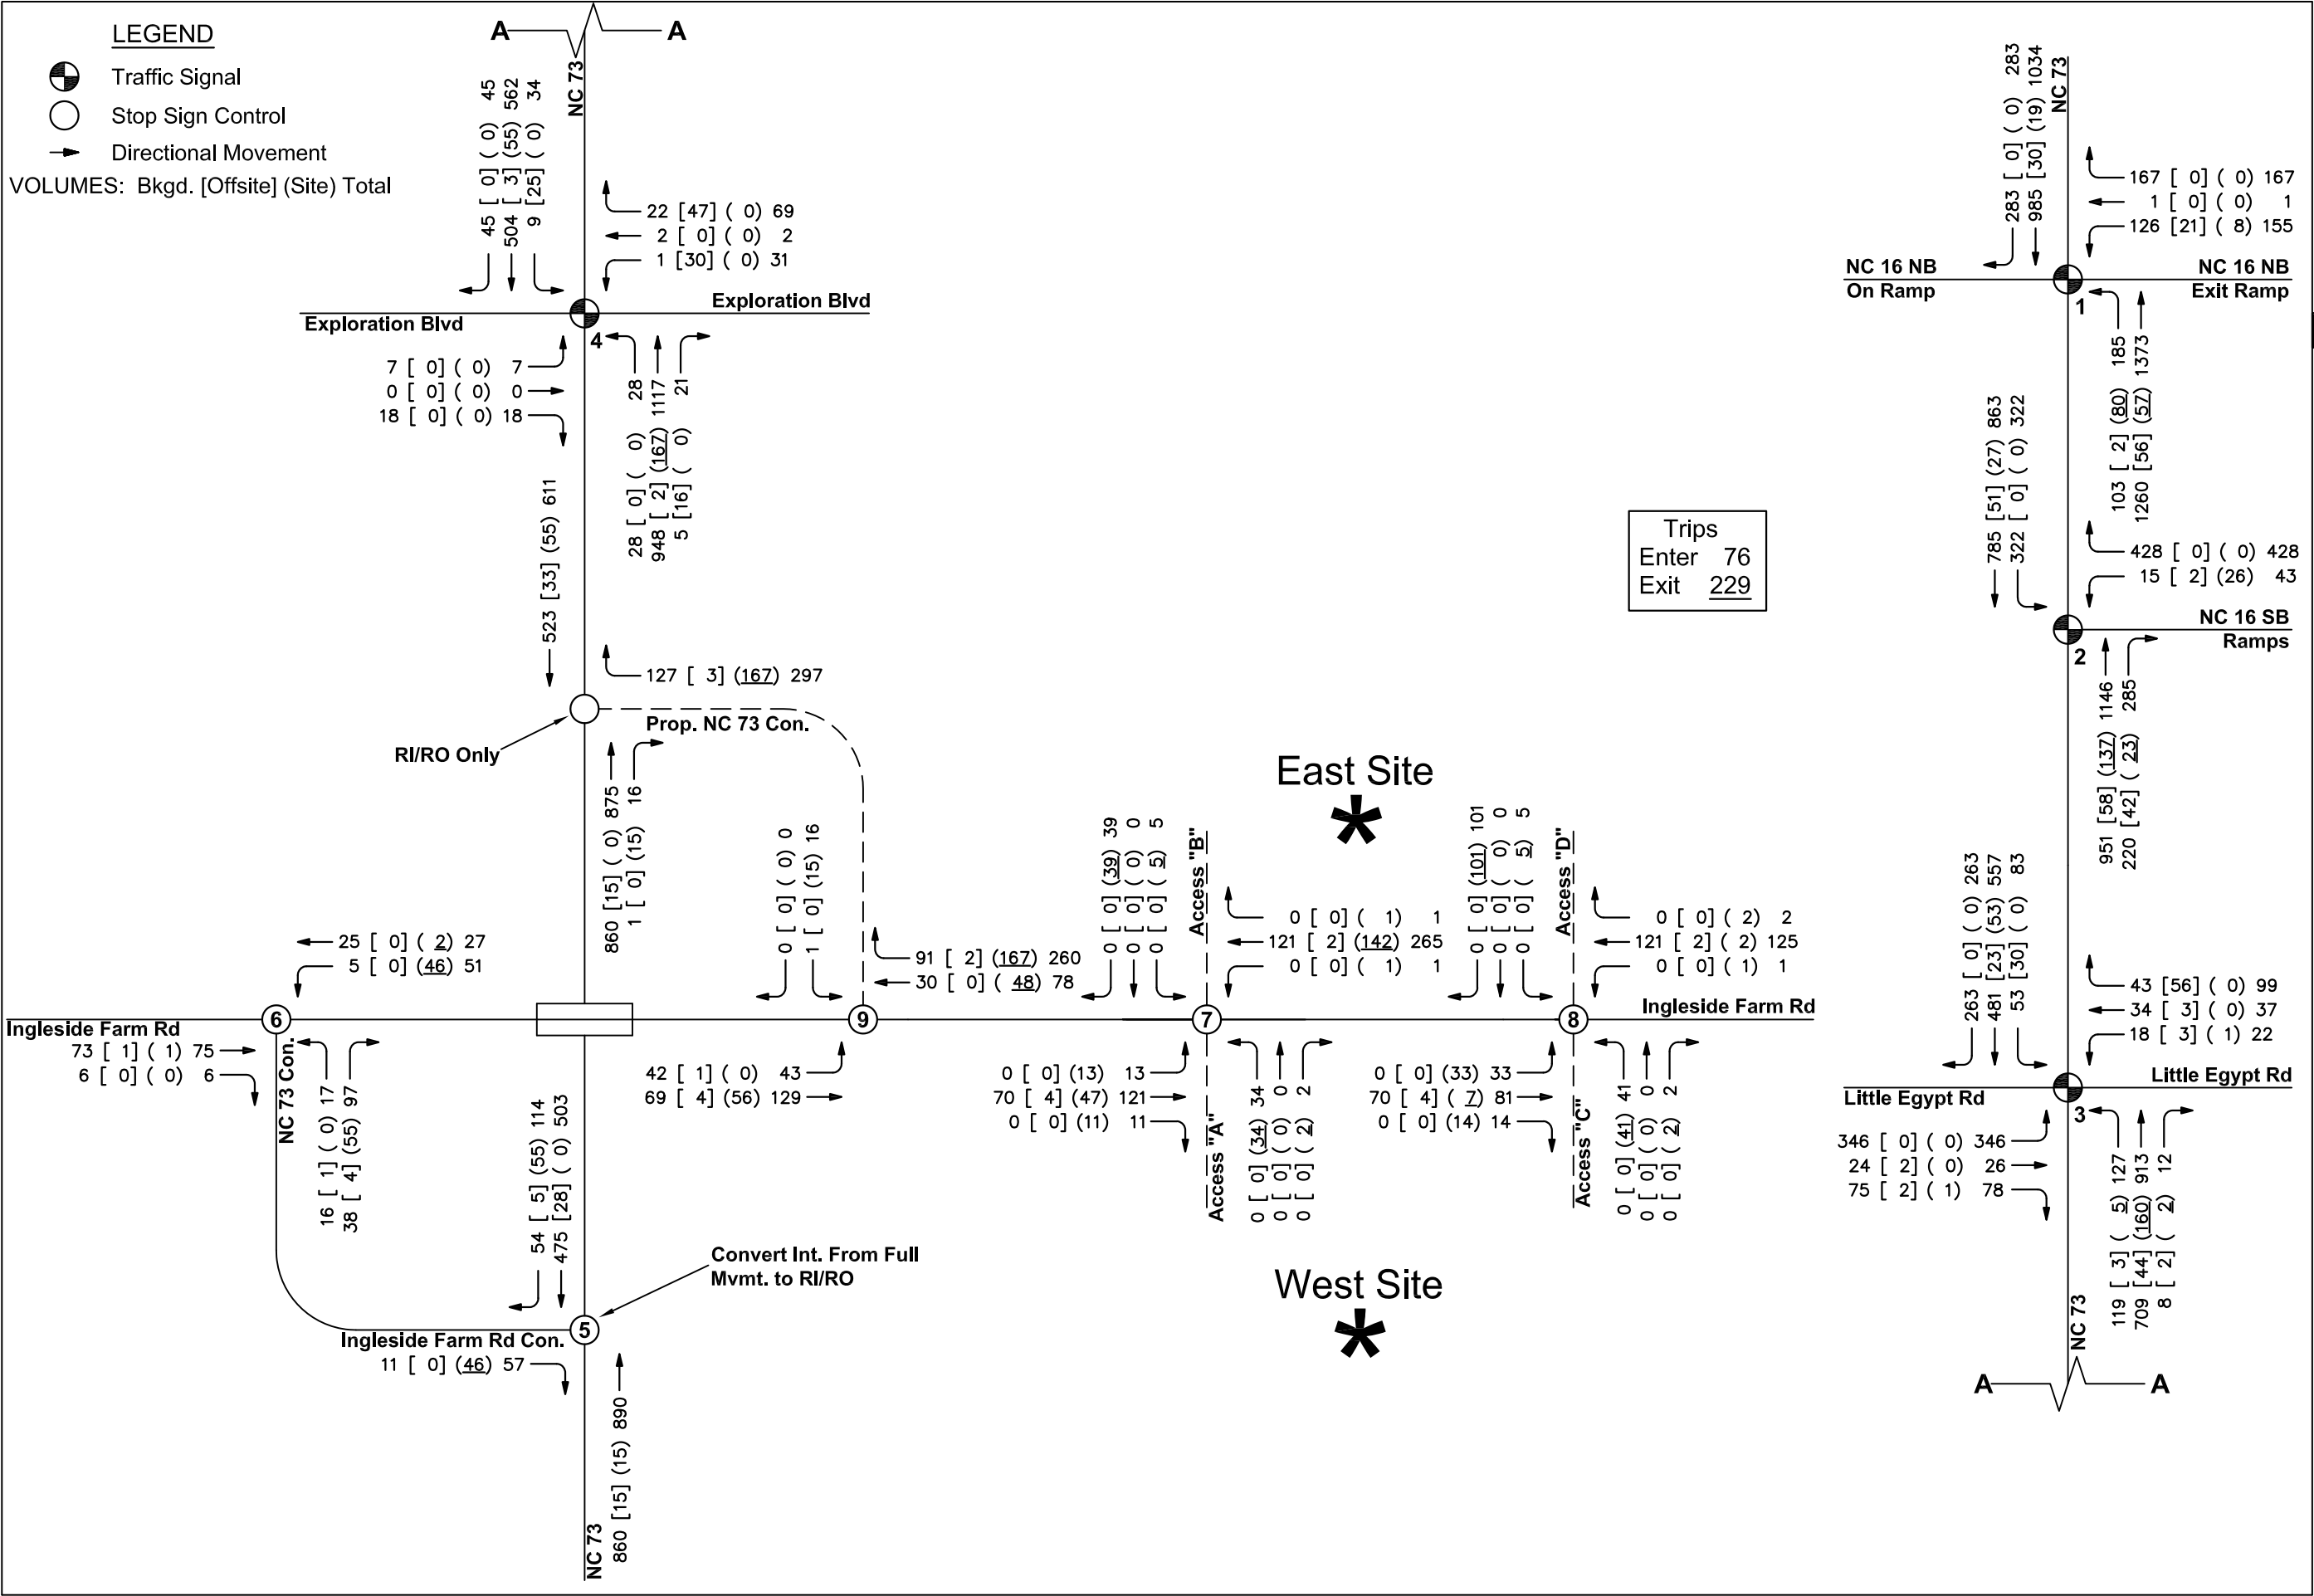 LEGEND
Traffic Signal
Stop Sign Control
Directional Movement
VOLUMES: Bkgd. [Offsite] (Site) Total
A
A
NC 73
45 [ 0] ( 0) 45
504 [ 3] (55) 562
9 [25] ( 0) 34
22 [47] ( 0) 69
2 [ 0] ( 0) 2
1 [30] ( 0) 31
Exploration Blvd
Exploration Blvd
4
7 [ 0] ( 0) 7
0 [ 0] ( 0) 0
18 [ 0] ( 0) 18
28 [ 0] ( 0) 28
948 [ 2] (167) 1117
5 [16] ( 0) 21
523 [33] (55) 611
127 [ 3] (167) 297
Prop. NC 73 Con.
RI/RO Only
860 [15] ( 0) 875
1 [ 0] (15) 16
25 [ 0] ( 2) 27
5 [ 0] (46) 51
6
Ingleside Farm Rd
73 [ 1] ( 1) 75
6 [ 0] ( 0) 6
NC 73 Con.
16 [ 1] ( 0) 17
38 [ 4] (55) 97
54 [ 5] (55) 114
475 [28] ( 0) 503
Convert Int. From Full
Mvmt. to RI/RO
5
Ingleside Farm Rd Con.
11 [ 0] (46) 57
860 [15] (15) 890
NC 73
0 [ 0] ( 0) 0
1 [ 0] (15) 16
91 [ 2] (167) 260
30 [ 0] ( 48) 78
9
42 [ 1] ( 0) 43
69 [ 4] (56) 129
East Site
0 [ 0] (39) 39
0 [ 0] ( 0) 0
0 [ 0] ( 5) 5
Access "B"
0 [ 0] ( 1) 1
121 [ 2] (142) 265
0 [ 0] ( 1) 1
7
0 [ 0] (13) 13
70 [ 4] (47) 121
0 [ 0] (11) 11
Access "A"
0 [ 0] (34) 34
0 [ 0] ( 0) 0
0 [ 0] ( 2) 2
0 [ 0] (101) 101
0 [ 0] ( 0) 0
0 [ 0] ( 5) 5
Access "D"
0 [ 0] ( 2) 2
121 [ 2] ( 2) 125
0 [ 0] ( 1) 1
8
Ingleside Farm Rd
0 [ 0] (33) 33
70 [ 4] ( 7) 81
0 [ 0] (14) 14
Access "C"
0 [ 0] (41) 41
0 [ 0] ( 0) 0
0 [ 0] ( 2) 2
West Site
Trips
Enter 76
Exit 229
283 [ 0] ( 0) 283
985 [30] (19) 1034
NC 73
167 [ 0] ( 0) 167
1 [ 0] ( 0) 1
126 [21] ( 8) 155
NC 16 NB
On Ramp
NC 16 NB
Exit Ramp
1
103 [ 2] (80) 185
1260 [56] (57) 1373
785 [51] (27) 863
322 [ 0] ( 0) 322
428 [ 0] ( 0) 428
15 [ 2] (26) 43
NC 16 SB
Ramps
2
951 [58] (137) 1146
220 [42] ( 23) 285
263 [ 0] ( 0) 263
481 [23] (53) 557
53 [30] ( 0) 83
43 [56] ( 0) 99
34 [ 3] ( 0) 37
18 [ 3] ( 1) 22
Little Egypt Rd
Little Egypt Rd
3
346 [ 0] ( 0) 346
24 [ 2] ( 0) 26
75 [ 2] ( 1) 78
119 [ 3] ( 5) 127
709 [44] (160) 913
8 [ 2] ( 2) 12
NC 73
A
A